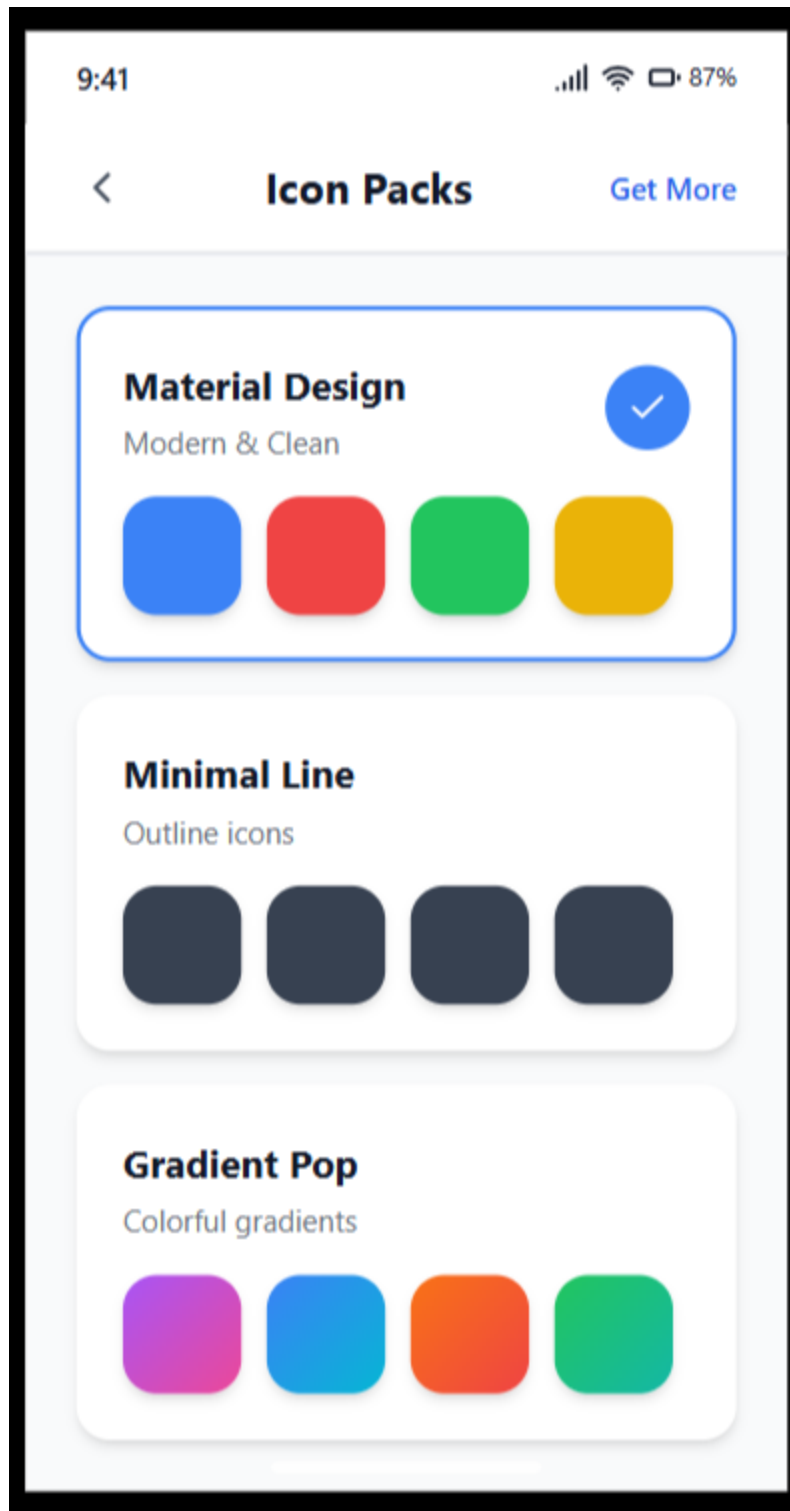 9:41 87%
Icon Packs Get More
Material Design
Modern & Clean
Minimal Line
Outline icons
Gradient Pop
Colorful gradients